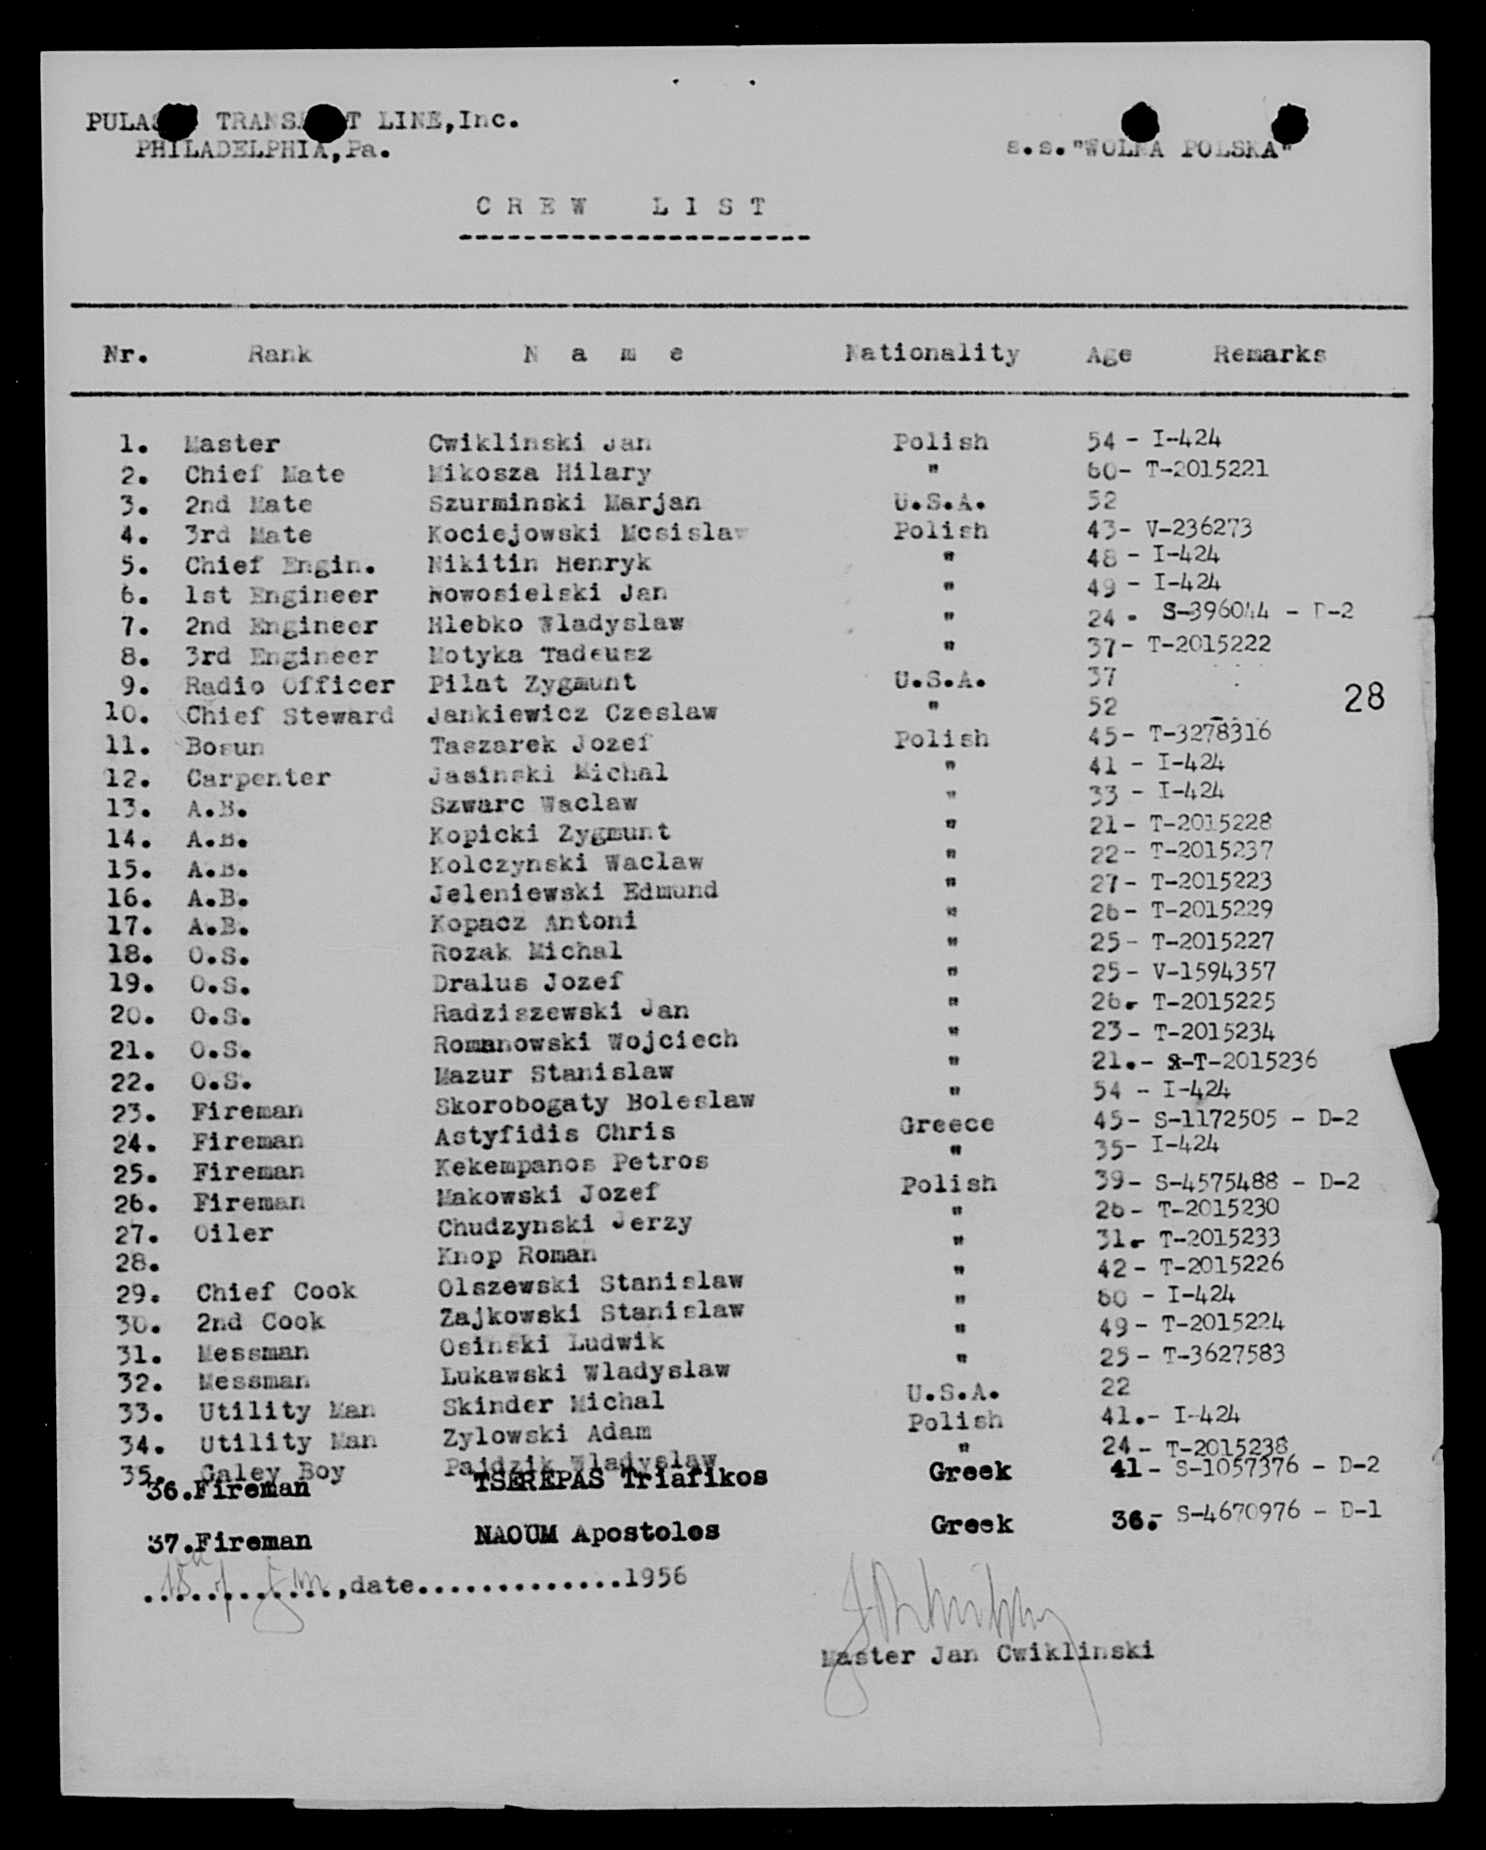 PULASKI TRANSPORT LINE,Inc.
PHILADELPHIA,Pa.
s.s."WOLNA POLSKA"
C R E W   L I S T
Nr. Rank N a m e Nationality Age Remarks
1. Master Cwiklinski Jan Polish 54 - I-424
2. Chief Mate Mikosza Hilary " 60- T-2015221
3. 2nd Mate Szurminski Marjan U.S.A. 52
4. 3rd Mate Kociejowski Mcsislaw Polish 43- V-236273
5. Chief Engin. Nikitin Henryk " 48 - I-424
6. 1st Engineer Nowosielski Jan " 49 - I-424
7. 2nd Engineer Hlebko Wladyslaw " 24 - S-396044 - D-2
8. 3rd Engineer Motyka Tadeusz " 37- T-2015222
9. Radio Officer Pilat Zygmunt U.S.A. 37
10. Chief Steward Jankiewicz Czeslaw " 52
28
11. Bosun Taszarek Jozef Polish 45- T-3278316
12. Carpenter Jasinski Michal " 41 - I-424
13. A.B. Szwarc Waclaw " 33 - I-424
14. A.B. Kopicki Zygmunt " 21- T-2015228
15. A.B. Kolczynski Waclaw " 22- T-2015237
16. A.B. Jeleniewski Edmund " 27- T-2015223
17. A.B. Kopacz Antoni " 26- T-2015229
18. O.S. Rozak Michal " 25- T-2015227
19. O.S. Dralus Jozef " 25- V-1594357
20. O.S. Radziszewski Jan " 26.- T-2015225
21. O.S. Romanowski Wojciech " 23- T-2015234
22. O.S. Mazur Stanislaw " 21.- T-2015236
23. Fireman Skorobogaty Boleslaw " 54 - I-424
24. Fireman Astyfidis Chris Greece 45- S-1172505 - D-2
25. Fireman Kekempanos Petros " 35- I-424
26. Fireman Makowski Jozef Polish 39- S-4575488 - D-2
27. Oiler Chudzynski Jerzy " 26- T-2015230
28. Knop Roman " 31.- T-2015233
29. Chief Cook Olszewski Stanislaw " 42- T-2015226
30. 2nd Cook Zajkowski Stanislaw " 60 - I-424
31. Messman Osinski Ludwik " 49- T-2015224
32. Messman Lukawski Wladyslaw " 25- T-3627583
33. Utility Man Skinder Michal U.S.A. 22
34. Utility Man Zylowski Adam Polish 41.- I-424
35. Galey Boy Pajdzik Wladyslaw " 24- T-2015238
36.Fireman TSEREPAS Triafikos Greek 41- S-1057376 - D-2
37.Fireman NAOUM Apostolos Greek 36.- S-4670976 - D-1
............,date.............1956
Master Jan Cwiklinski